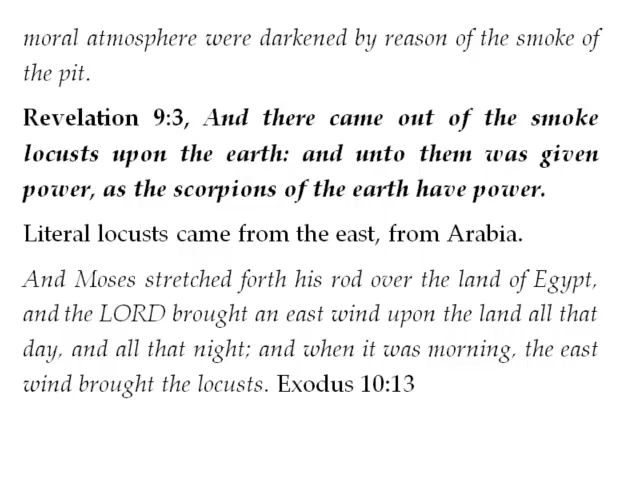 moral atmosphere were darkened by reason of the smoke of
the pit.
Revelation 9:3, And there came out of the smoke
locusts upon the earth: and unto them was given
power, as the scorpions of the earth have power.
Literal locusts came from the east, from Arabia.
And Moses stretched forth his rod over the land of Egypt,
and the LORD brought an east wind upon the land all that
day, and all that night; and when it was morning, the east
wind brought the locusts. Exodus 10:13